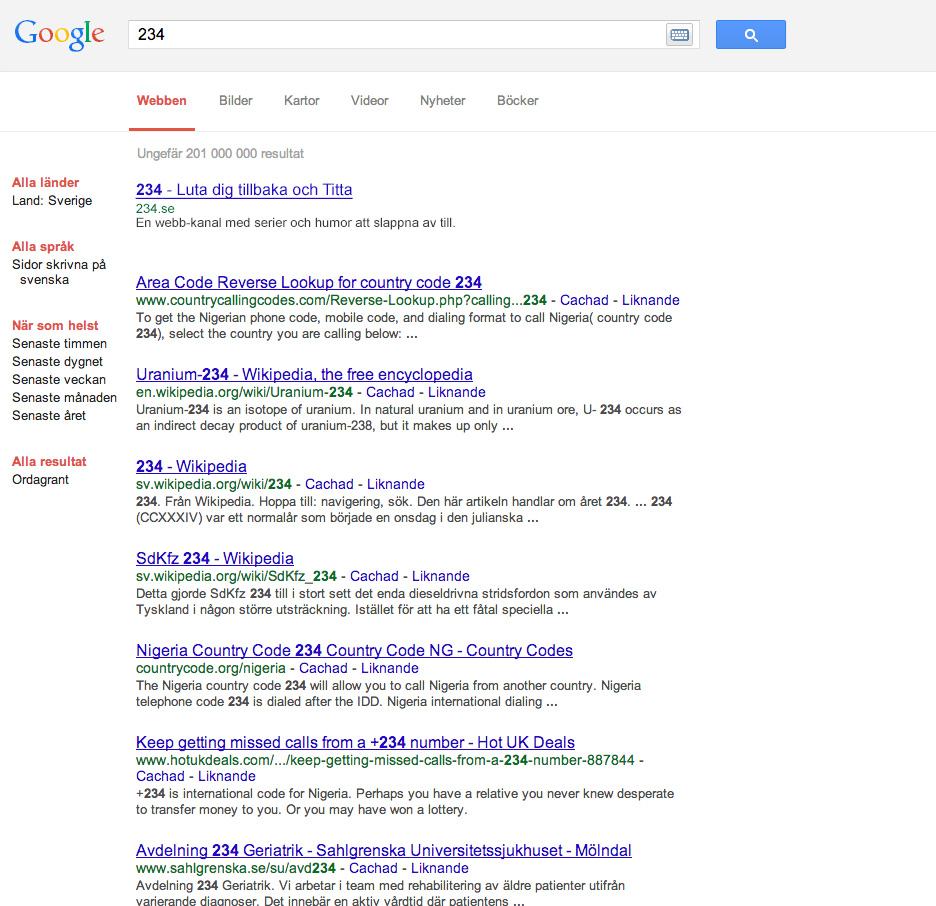 Google
234
Webben Bilder Kartor Videor Nyheter Böcker
Ungefär 201 000 000 resultat
Alla länder
Land: Sverige
Alla språk
Sidor skrivna på
svenska
När som helst
Senaste timmen
Senaste dygnet
Senaste veckan
Senaste månaden
Senaste året
Alla resultat
Ordagrant
234 - Luta dig tillbaka och Titta
234.se
En webb-kanal med serier och humor att slappna av till.
Area Code Reverse Lookup for country code 234
www.countrycallingcodes.com/Reverse-Lookup.php?calling...234 - Cachad - Liknande
To get the Nigerian phone code, mobile code, and dialing format to call Nigeria( country code
234), select the country you are calling below: ...
Uranium-234 - Wikipedia, the free encyclopedia
en.wikipedia.org/wiki/Uranium-234 - Cachad - Liknande
Uranium-234 is an isotope of uranium. In natural uranium and in uranium ore, U- 234 occurs as
an indirect decay product of uranium-238, but it makes up only ...
234 - Wikipedia
sv.wikipedia.org/wiki/234 - Cachad - Liknande
234. Från Wikipedia. Hoppa till: navigering, sök. Den här artikeln handlar om året 234. ... 234
(CCXXXIV) var ett normalår som började en onsdag i den julianska ...
SdKfz 234 - Wikipedia
sv.wikipedia.org/wiki/SdKfz_234 - Cachad - Liknande
Detta gjorde SdKfz 234 till i stort sett det enda dieseldrivna stridsfordon som användes av
Tyskland i någon större utsträckning. Istället för att ha ett fåtal speciella ...
Nigeria Country Code 234 Country Code NG - Country Codes
countrycode.org/nigeria - Cachad - Liknande
The Nigeria country code 234 will allow you to call Nigeria from another country. Nigeria
telephone code 234 is dialed after the IDD. Nigeria international dialing ...
Keep getting missed calls from a +234 number - Hot UK Deals
www.hotukdeals.com/.../keep-getting-missed-calls-from-a-234-number-887844 -
Cachad - Liknande
+234 is international code for Nigeria. Perhaps you have a relative you never knew desperate
to transfer money to you. Or you may have won a lottery.
Avdelning 234 Geriatrik - Sahlgrenska Universitetssjukhuset - Mölndal
www.sahlgrenska.se/su/avd234 - Cachad - Liknande
Avdelning 234 Geriatrik. Vi arbetar i team med rehabilitering av äldre patienter utifrån
varierande diagnoser. Det innebär en aktiv vårdtid där patientens ...